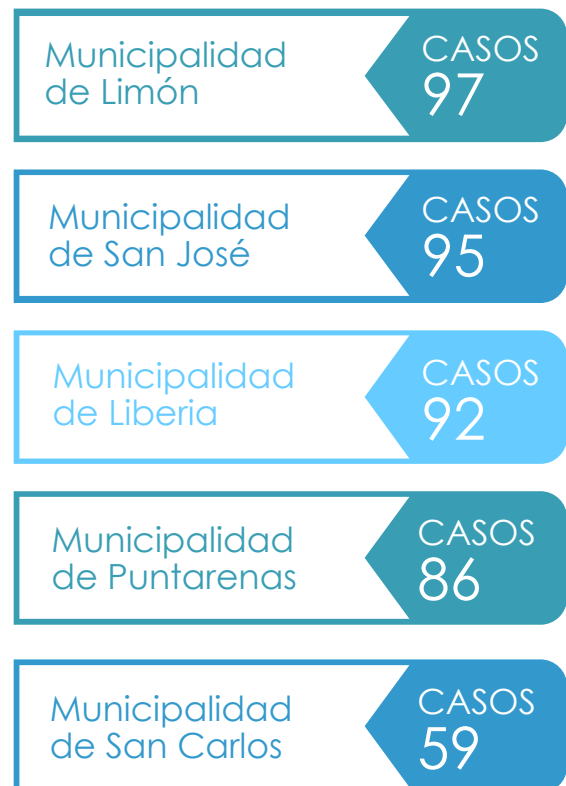 Municipalidad
de Limón
CASOS
97
Municipalidad
de San José
CASOS
95
Municipalidad
de Liberia
CASOS
92
Municipalidad
de Puntarenas
CASOS
86
Municipalidad
de San Carlos
CASOS
59